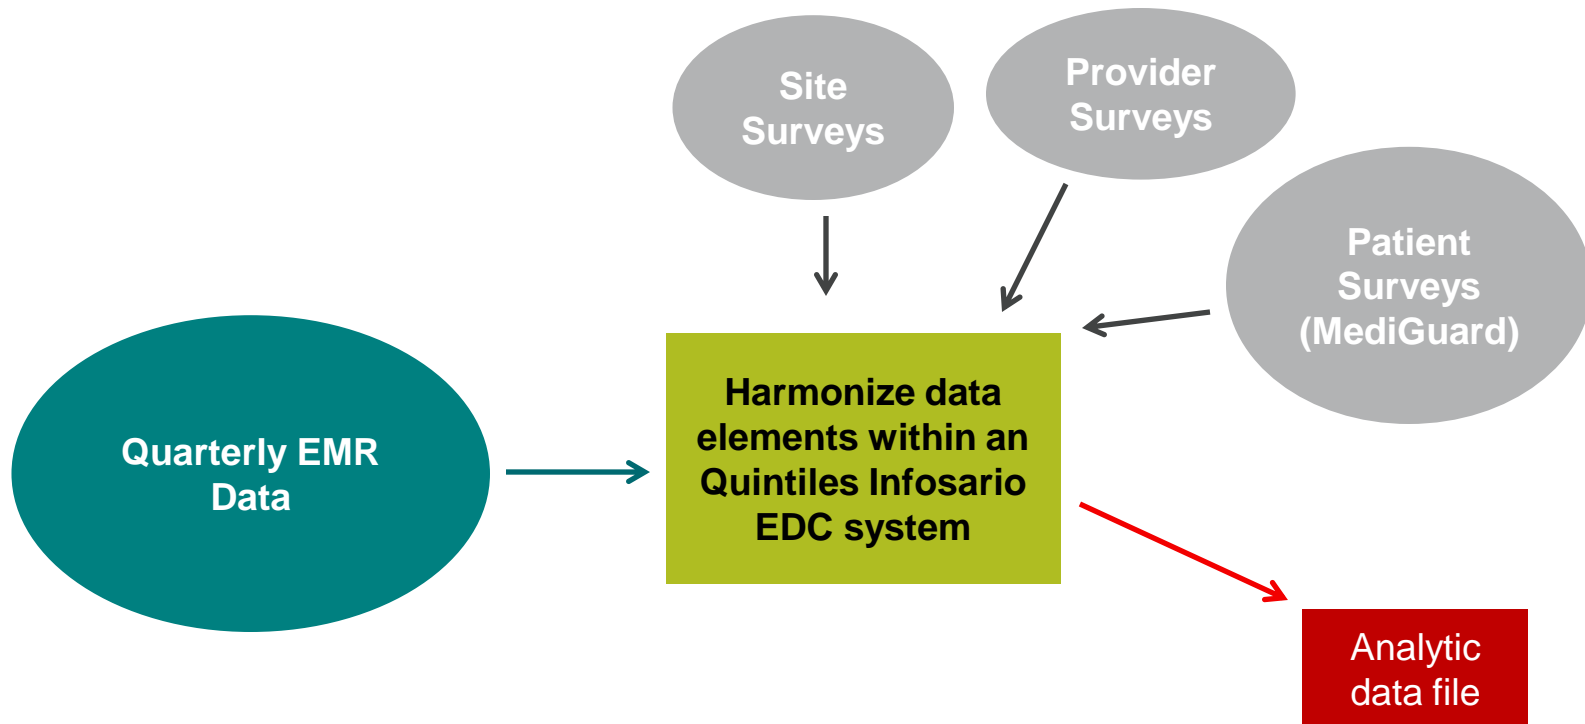 Site
Surveys
Provider
Surveys
Patient
Surveys
(MediGuard)
Quarterly EMR
Data
Harmonize data
elements within an
Quintiles Infosario
EDC system
Analytic
data file